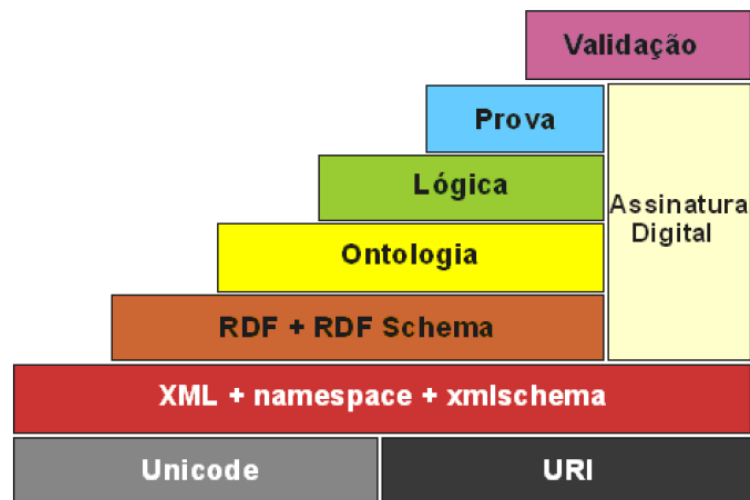 Validação
Prova
Lógica
Assinatura
Digital
Ontologia
RDF + RDF Schema
XML + namespace + xmlschema
Unicode
URI